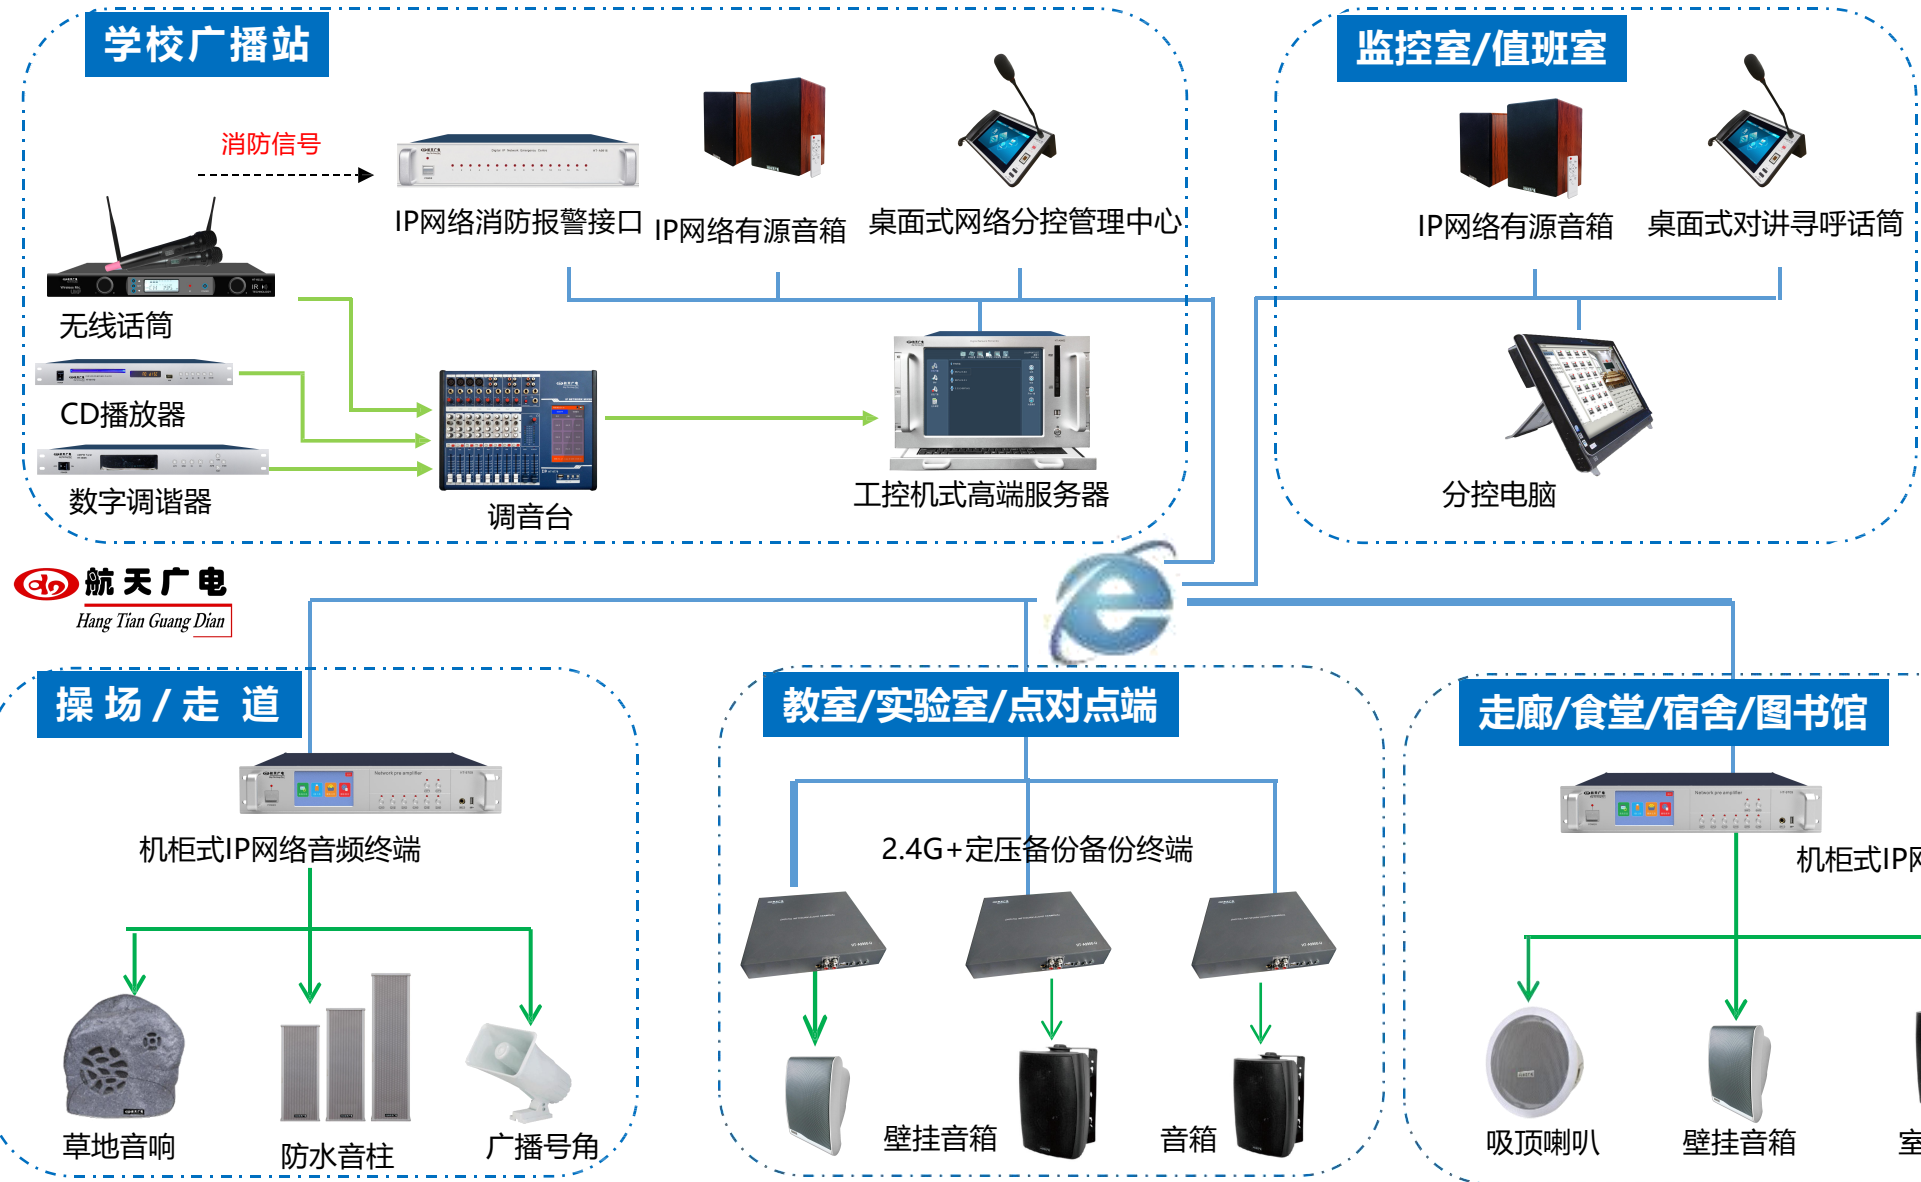 学校广播站
监控室/值班室
消防信号
IP网络消防报警接口
IP网络有源音箱
桌面式网络分控管理中心
IP网络有源音箱
桌面式对讲寻呼话筒
无线话筒
CD播放器
数字调谐器
调音台
工控机式高端服务器
分控电脑
航天广电
Hang Tian Guang Dian
操场/走 道
教室/实验室/点对点端
走廊/食堂/宿舍/图书馆
Network pre amplifier
机柜式IP网络音频终端
2.4G+定压备份备份终端
Network pre amplifier
机柜式IP网
草地音响
防水音柱
广播号角
壁挂音箱
音箱
吸顶喇叭
壁挂音箱
室